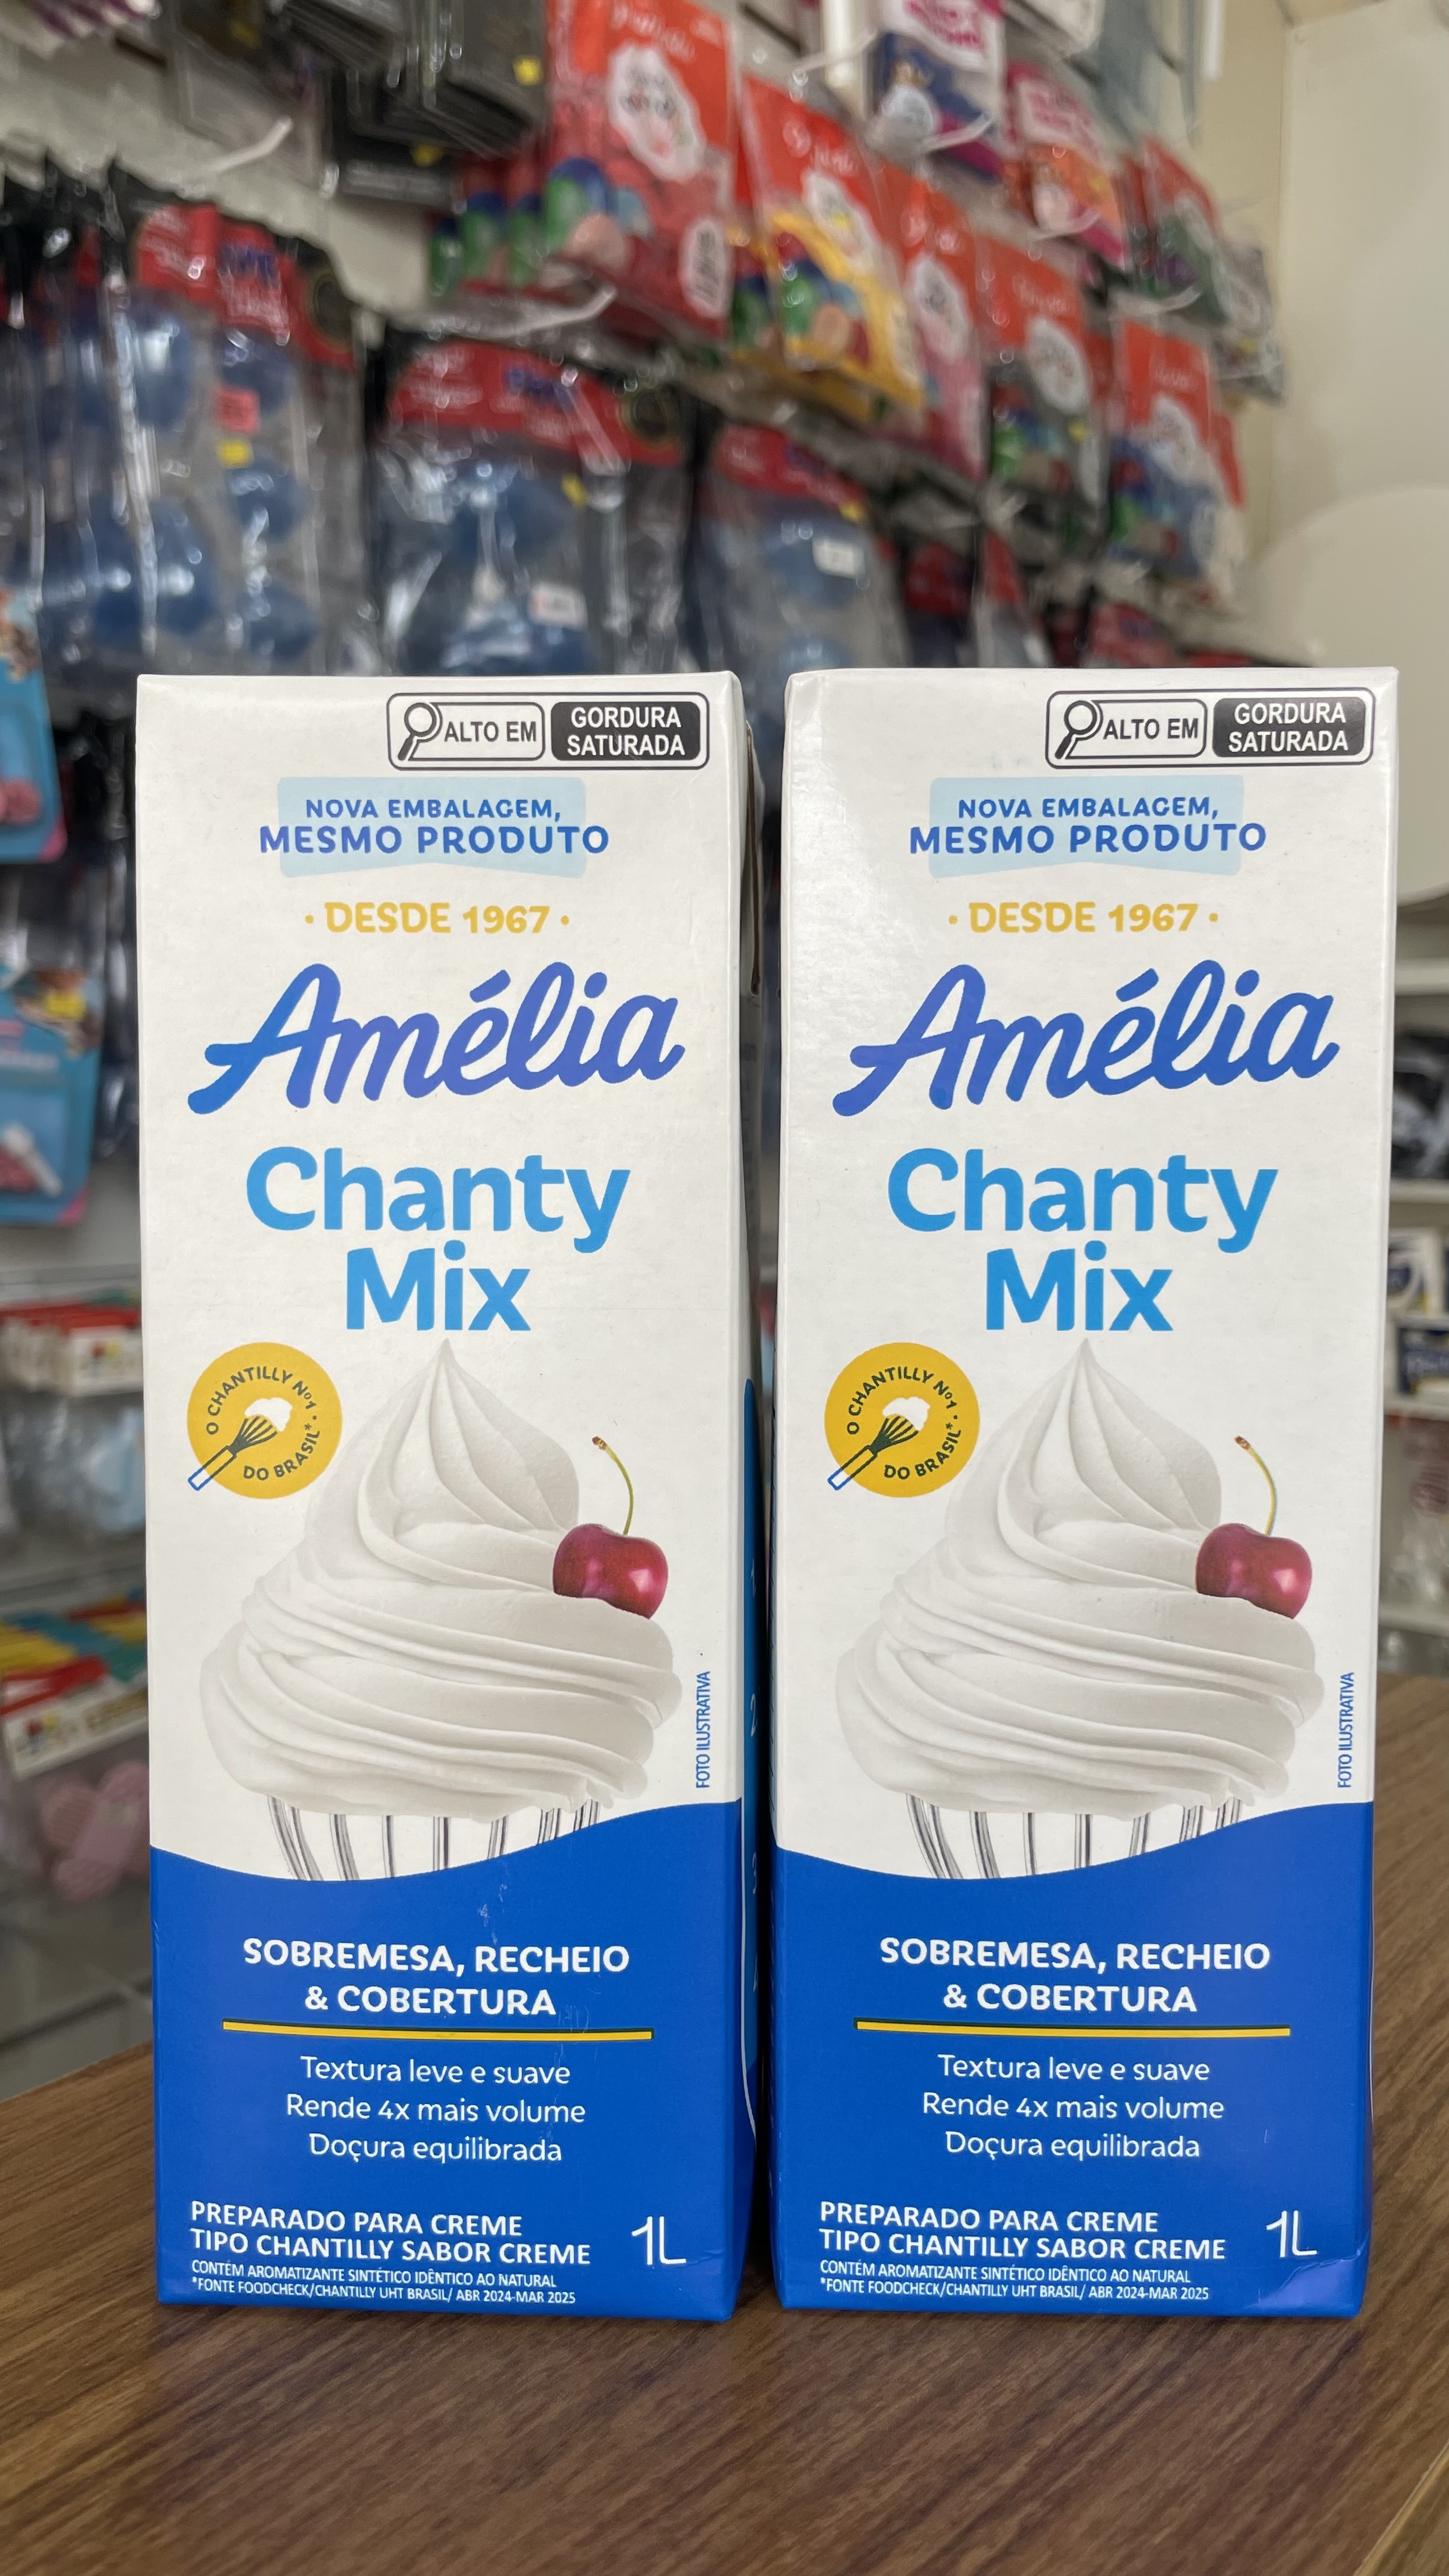 ALTO EM
GORDURA
SATURADA
NOVA EMBALAGEM,
MESMO PRODUTO
· DESDE 1967 ·
Amélia
Chanty
Mix
O CHANTILLY Nº1
DO BRASIL*
FOTO ILUSTRATIVA
1
2
3
SOBREMESA, RECHEIO
& COBERTURA
Textura leve e suave
Rende 4x mais volume
Doçura equilibrada
PREPARADO PARA CREME
TIPO CHANTILLY SABOR CREME
1L
CONTÉM AROMATIZANTE SINTÉTICO IDÊNTICO AO NATURAL
*FONTE FOODCHECK/CHANTILLY UHT BRASIL/ ABR 2024-MAR 2025
ALTO EM
GORDURA
SATURADA
NOVA EMBALAGEM,
MESMO PRODUTO
· DESDE 1967 ·
Amélia
Chanty
Mix
O CHANTILLY Nº1
DO BRASIL*
FOTO ILUSTRATIVA
SOBREMESA, RECHEIO
& COBERTURA
Textura leve e suave
Rende 4x mais volume
Doçura equilibrada
PREPARADO PARA CREME
TIPO CHANTILLY SABOR CREME
1L
CONTÉM AROMATIZANTE SINTÉTICO IDÊNTICO AO NATURAL
*FONTE FOODCHECK/CHANTILLY UHT BRASIL/ ABR 2024-MAR 2025